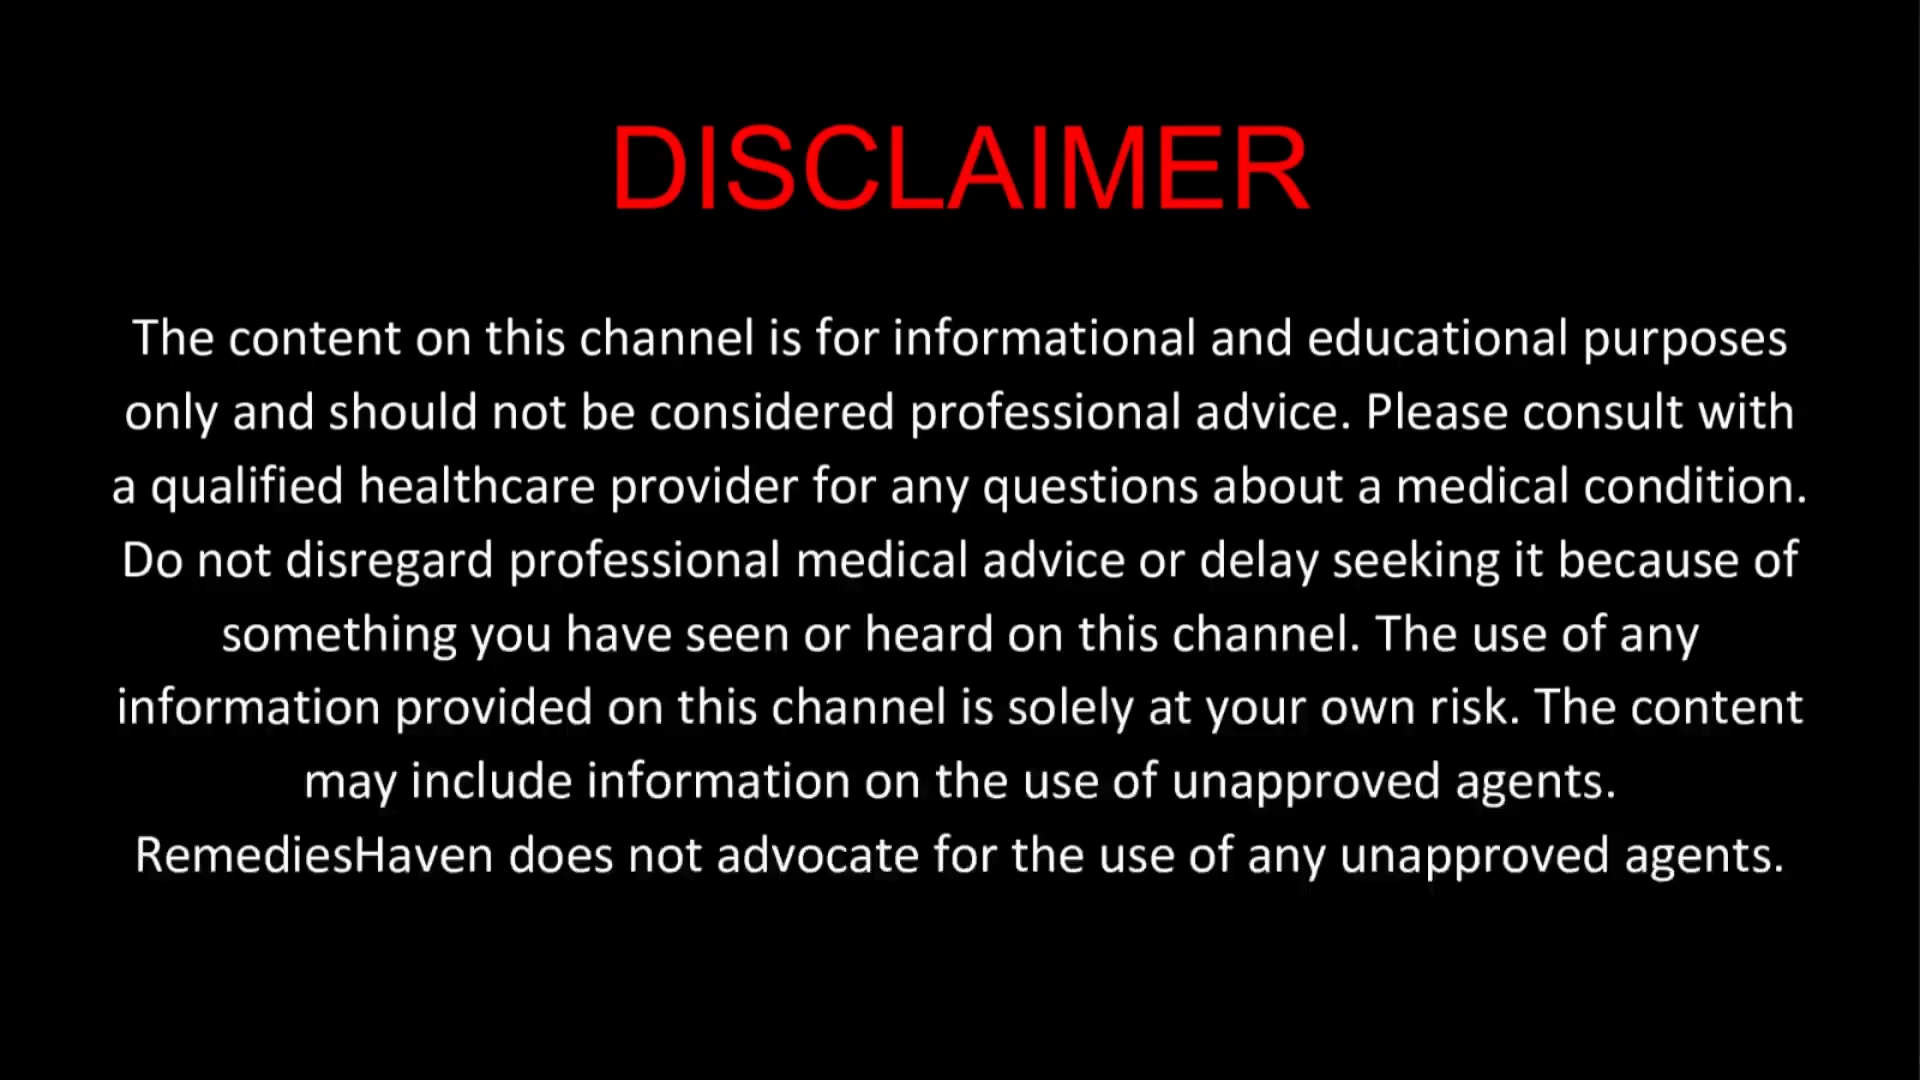 DISCLAIMER
The content on this channel is for informational and educational purposes
only and should not be considered professional advice. Please consult with
a qualified healthcare provider for any questions about a medical condition.
Do not disregard professional medical advice or delay seeking it because of
something you have seen or heard on this channel. The use of any
information provided on this channel is solely at your own risk. The content
may include information on the use of unapproved agents.
RemediesHaven does not advocate for the use of any unapproved agents.